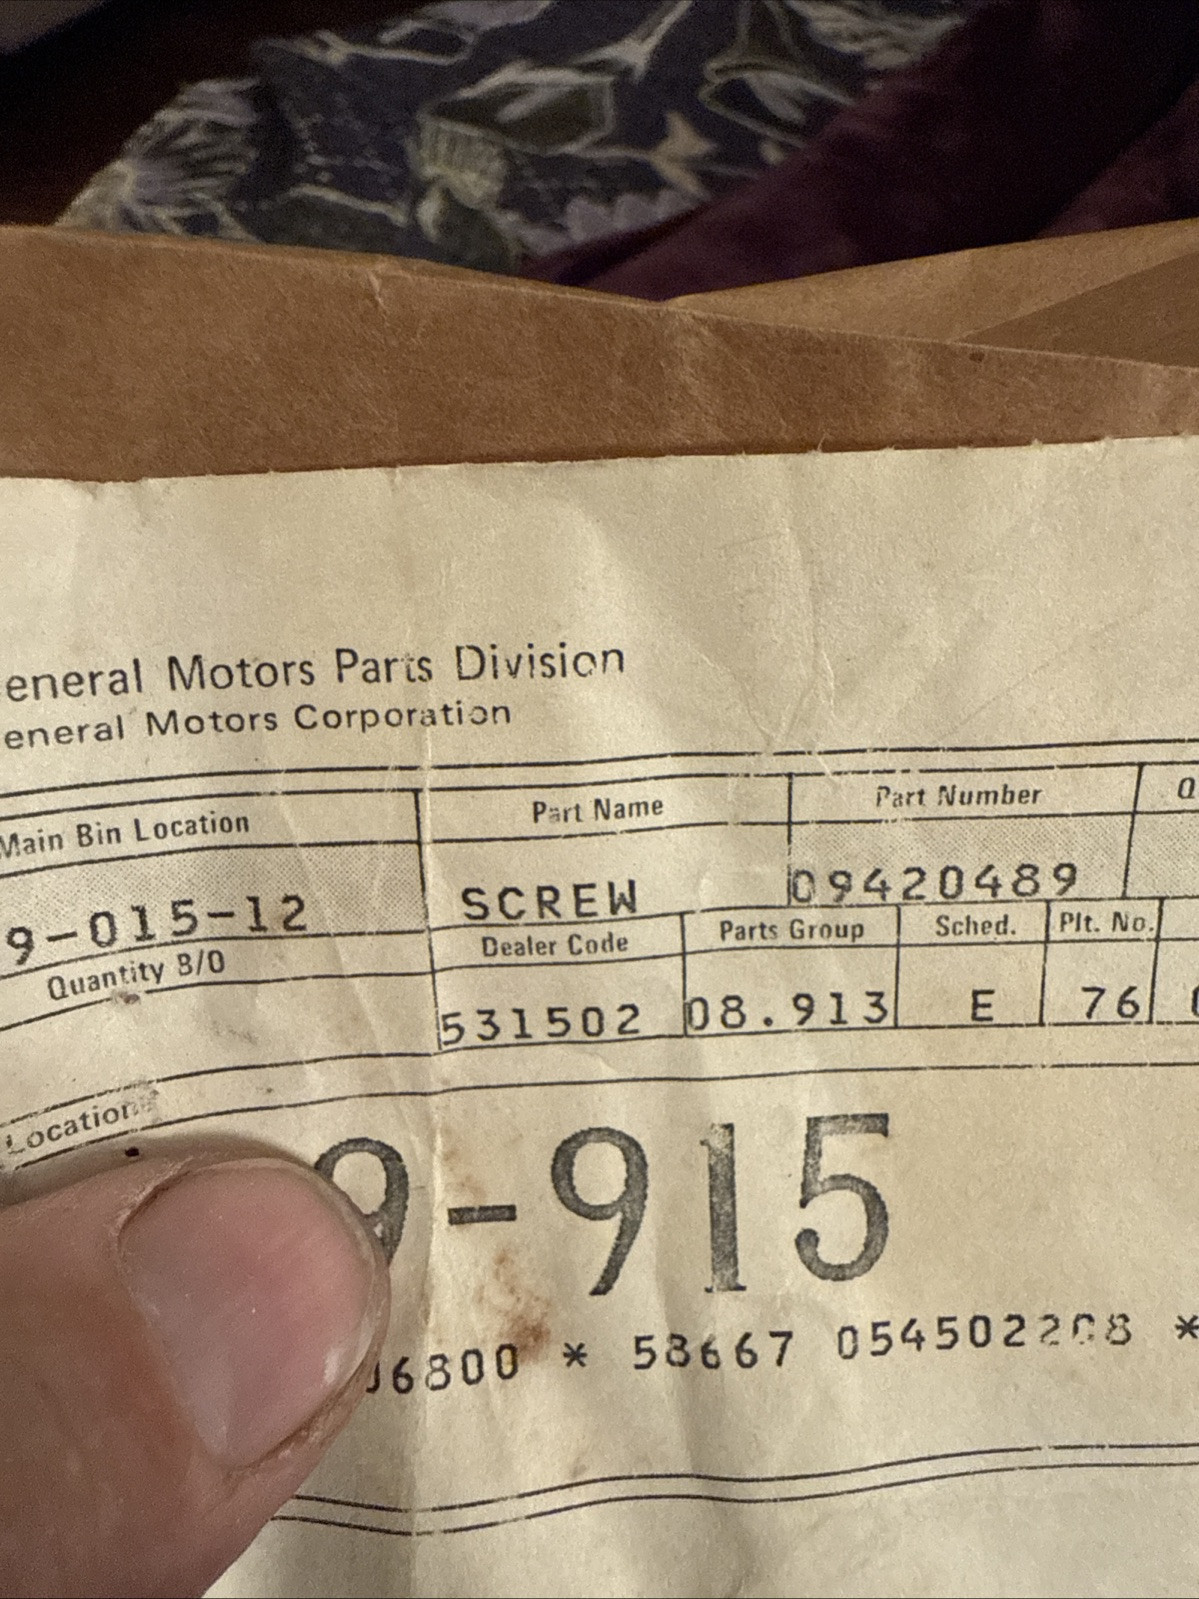 eneral Motors Parts Division
eneral Motors Corporation
Main Bin Location Part Name Part Number
9-015-12 SCREW 09420489
Quantity B/O Dealer Code Parts Group Sched. Plt. No.
531502 08.913 E 76
Location
9-915
6800 * 58667 *